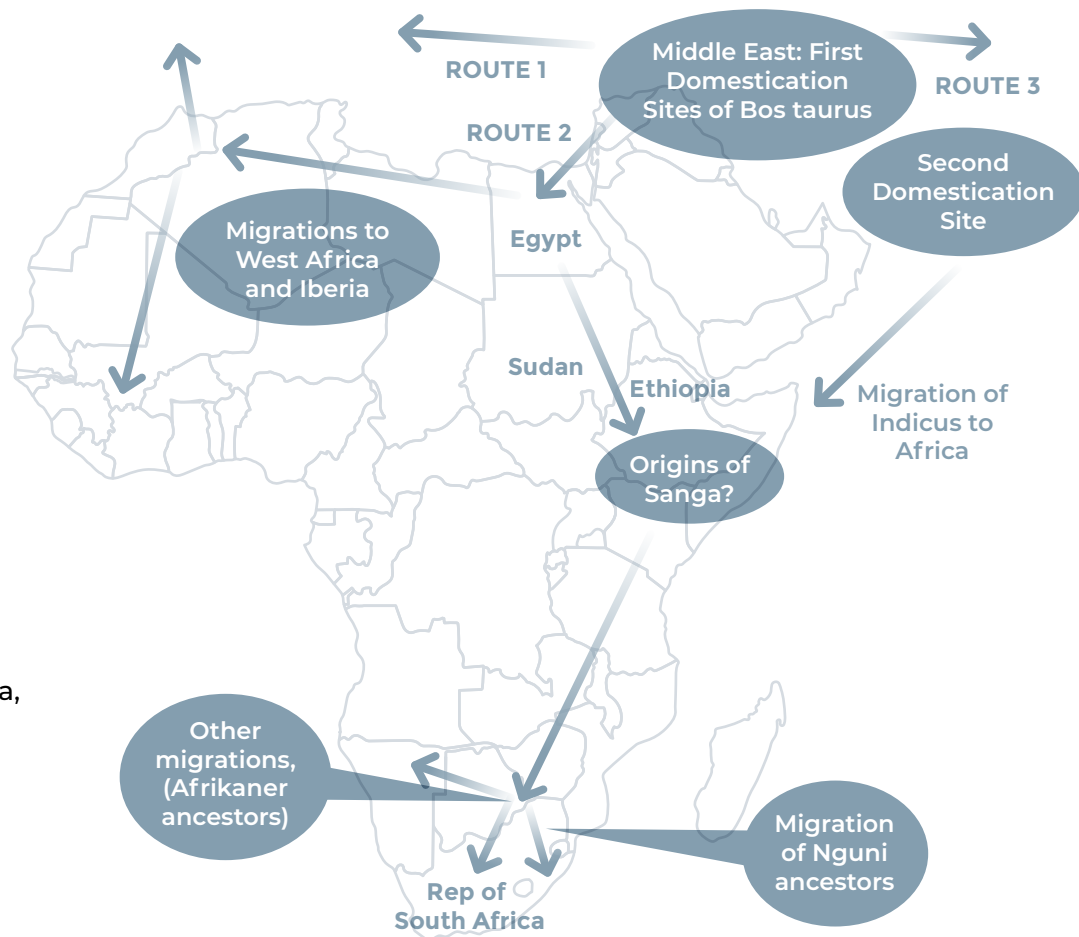 ROUTE 1
Middle East: First
Domestication
Sites of Bos taurus
ROUTE 3
ROUTE 2
Second
Domestication
Site
Migrations to
West Africa
and Iberia
Egypt
Sudan
Ethiopia
Migration of
Indicus to
Africa
Origins of
Sanga?
a,
Other
migrations,
(Afrikaner
ancestors)
Migration
of Nguni
ancestors
Rep of
South Africa